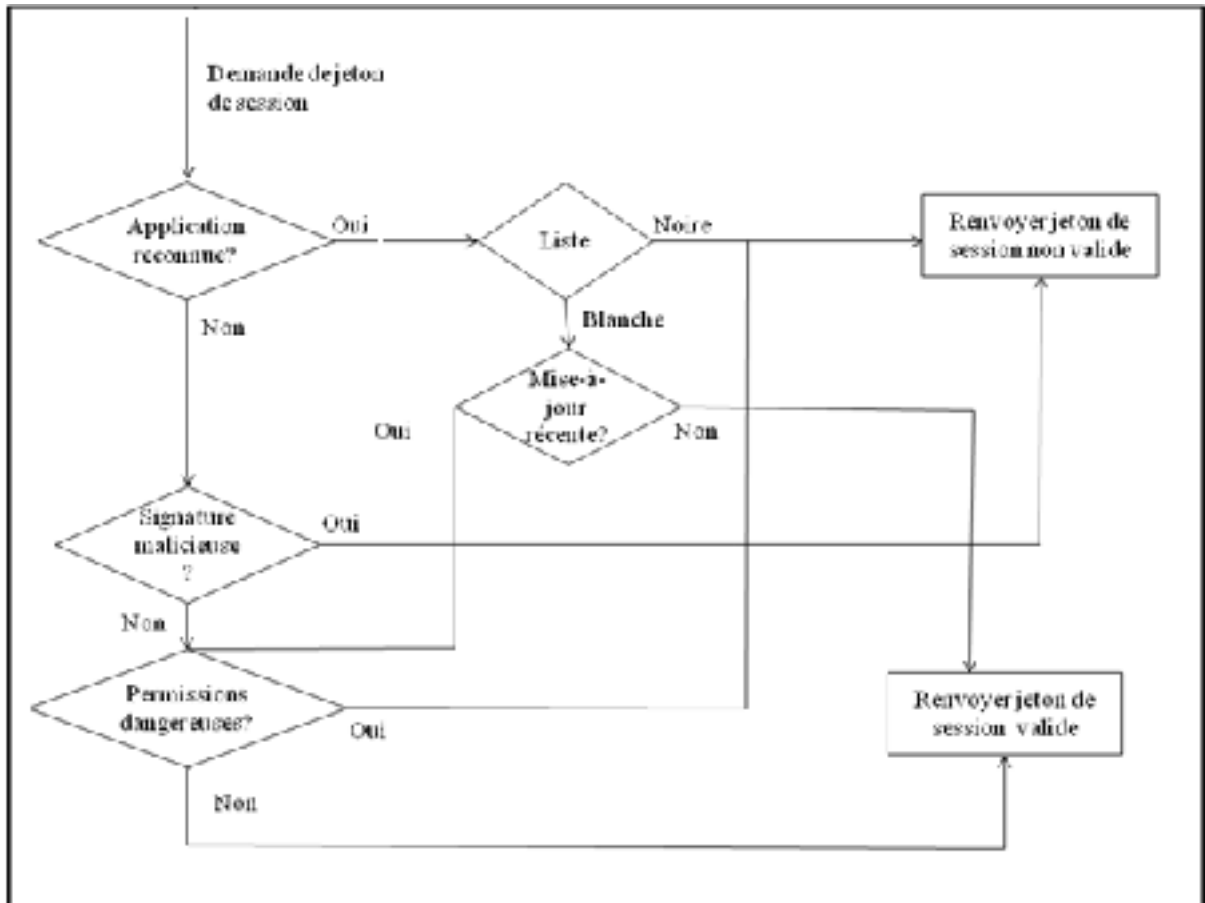 Demande de jeton
de session
Application
reconnue?
Oui
Liste
Noire
Renvoyer jeton de
session non valide
Non
Blanche
Mise-à-
jour
récente?
Oui
Non
Signature
malicieuse
?
Oui
Non
Permissions
dangereuses?
Oui
Renvoyer jeton de
session valide
Non